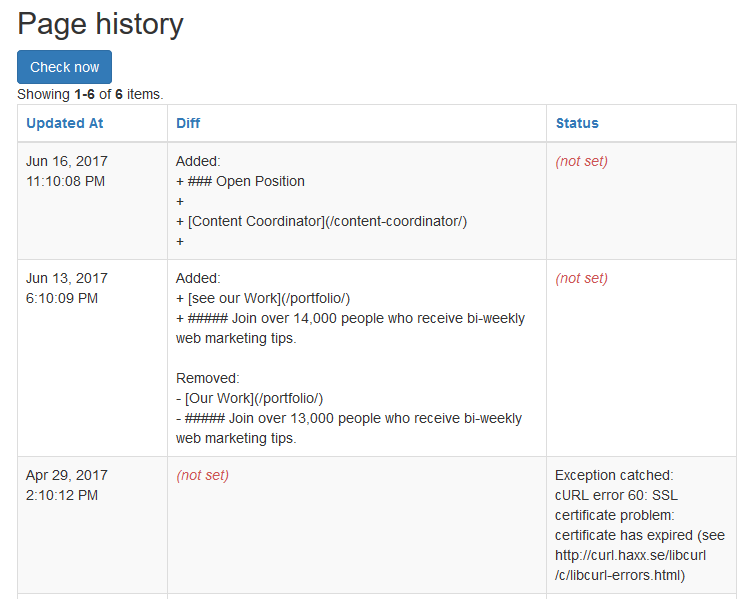 Page history
Check now
Showing 1-6 of 6 items.
Updated At Diff Status
Jun 16, 2017
11:10:08 PM
Added:
+ ### Open Position
+
+ [Content Coordinator](/content-coordinator/)
+
(not set)
Jun 13, 2017
6:10:09 PM
Added:
+ [see our Work](/portfolio/)
+ ##### Join over 14,000 people who receive bi-weekly
web marketing tips.
Removed:
- [Our Work](/portfolio/)
- ##### Join over 13,000 people who receive bi-weekly
web marketing tips.
(not set)
Apr 29, 2017
2:10:12 PM
(not set)
Exception catched:
cURL error 60: SSL
certificate problem:
certificate has expired (see
http://curl.haxx.se/libcurl
/c/libcurl-errors.html)